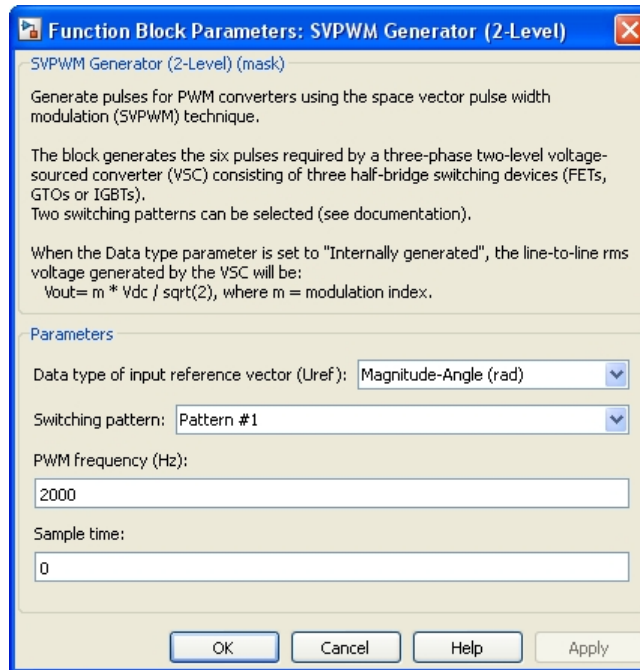 Function Block Parameters: SVPWM Generator (2-Level)
SVPWM Generator (2-Level) (mask)
Generate pulses for PWM converters using the space vector pulse width
modulation (SVPWM) technique.
The block generates the six pulses required by a three-phase two-level voltage-
sourced converter (VSC) consisting of three half-bridge switching devices (FETs,
GTOs or IGBTs).
Two switching patterns can be selected (see documentation).
When the Data type parameter is set to "Internally generated", the line-to-line rms
voltage generated by the VSC will be:
Vout= m * Vdc / sqrt(2), where m = modulation index.
Parameters
Data type of input reference vector (Uref): Magnitude-Angle (rad)
Switching pattern: Pattern #1
PWM frequency (Hz):
2000
Sample time:
0
OK Cancel Help Apply